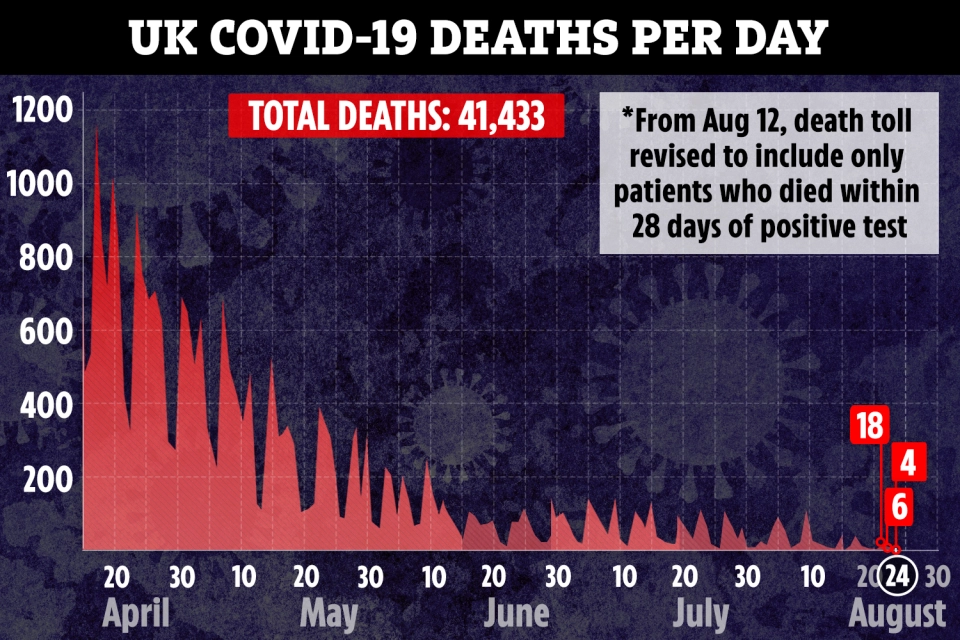 UK COVID-19 DEATHS PER DAY
TOTAL DEATHS: 41,433
*From Aug 12, death toll
revised to include only
patients who died within
28 days of positive test
1200
1000
800
600
400
200
18
4
6
20 30 10 20 30 10 20 30 10 20 30 10 20 24 30
April May June July August